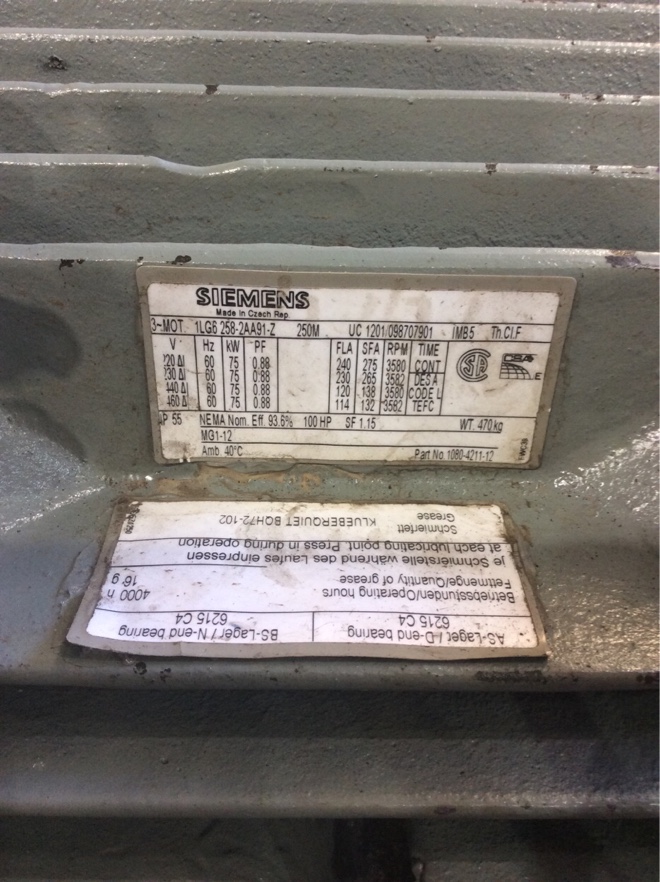 SIEMENS
Made in Czech Rep.
3~MOT. 1LG6 258-2AA91-Z 250M UC 1201/098707901 IMB5 Th.Cl.F
V Hz kW PF FLA SFA RPM TIME
220 Δ 60 75 0.88 240 275 3580 CONT
230 Δ 60 75 0.88 230 265 3582 DES A
440 Δ 60 75 0.88 120 138 3580 CODE L
460 Δ 60 75 0.88 114 132 3582 TEFC
IP 55 NEMA Nom. Eff. 93.6% 100 HP SF 1.15 WT. 470kg
MG1-12
Amb 40°C Part No. 1080-4211-12
AS-Lager / D-end bearing BS-Lager / N-end bearing
6215 C4 6215 C4
Betriebsstunden/Operating hours 4000 h
Fettmenge/Quantity of grease 16 g
je Schmierstelle während des Laufes einpressen
at each lubricating point. Press in during operation
Schmierfett
Grease KLUEBERQUIET BQH72-102